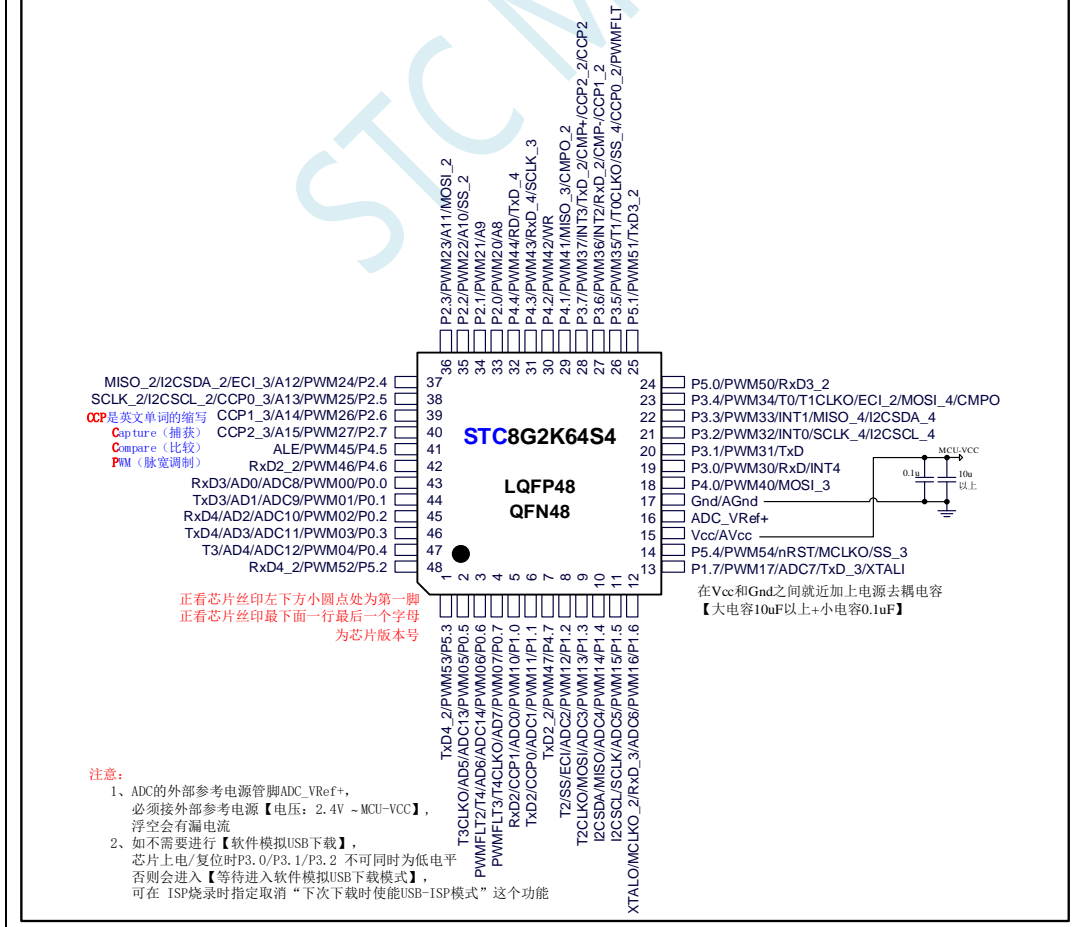 STC M
P2.3/PWM23/A11/MOSI_2
P2.2/PWM22/A10/SS_2
P2.1/PWM21/A9
P2.0/PWM20/A8
P4.4/PWM44/RD/TxD_4
P4.3/PWM43/RxD_4/SCLK_3
P4.2/PWM42/WR
P4.1/PWM41/MISO_3/CMPO_2
P3.7/PWM37/INT3/TxD_2/CMP+/CCP2_2/CCP2
P3.6/PWM36/INT2/RxD_2/CMP-/CCP1_2
P3.5/PWM35/T1/T0CLKO/SS_4/CCP0_2/PWMFLT
P5.1/PWM51/TxD3_2
36 35 34 33 32 31 30 29 28 27 26 25
MISO_2/I2CSDA_2/ECI_3/A12/PWM24/P2.4 37
SCLK_2/I2CSCL_2/CCP0_3/A13/PWM25/P2.5 38
CCP1_3/A14/PWM26/P2.6 39
CCP2_3/A15/PWM27/P2.7 40
ALE/PWM45/P4.5 41
RxD2_2/PWM46/P4.6 42
RxD3/AD0/ADC8/PWM00/P0.0 43
TxD3/AD1/ADC9/PWM01/P0.1 44
RxD4/AD2/ADC10/PWM02/P0.2 45
TxD4/AD3/ADC11/PWM03/P0.3 46
T3/AD4/ADC12/PWM04/P0.4 47
RxD4_2/PWM52/P5.2 48
CCP是英文单词的缩写
Capture（捕获）
Compare（比较）
PWM（脉宽调制）
STC8G2K64S4
LQFP48
QFN48
24 P5.0/PWM50/RxD3_2
23 P3.4/PWM34/T0/T1CLKO/ECI_2/MOSI_4/CMPO
22 P3.3/PWM33/INT1/MISO_4/I2CSDA_4
21 P3.2/PWM32/INT0/SCLK_4/I2CSCL_4
20 P3.1/PWM31/TxD
19 P3.0/PWM30/RxD/INT4
18 P4.0/PWM40/MOSI_3
17 Gnd/AGnd
16 ADC_VRef+
15 Vcc/AVcc
14 P5.4/PWM54/nRST/MCLKO/SS_3
13 P1.7/PWM17/ADC7/TxD_3/XTALI
MCU-VCC
0.1u
10u
以上
在Vcc和Gnd之间就近加上电源去耦电容
【大电容10uF以上+小电容0.1uF】
正看芯片丝印左下方小圆点处为第一脚
正看芯片丝印最下面一行最后一个字母
为芯片版本号
1 2 3 4 5 6 7 8 9 10 11 12
TxD4_2/PWM53/P5.3
T3CLKO/AD5/ADC13/PWM05/P0.5
PWMFLT2/T4/AD6/ADC14/PWM06/P0.6
PWMFLT3/T4CLKO/AD7/PWM07/P0.7
RxD2/CCP1/ADC0/PWM10/P1.0
TxD2/CCP0/ADC1/PWM11/P1.1
TxD2_2/PWM47/P4.7
T2/SS/ECI/ADC2/PWM12/P1.2
T2CLKO/MOSI/ADC3/PWM13/P1.3
I2CSDA/MISO/ADC4/PWM14/P1.4
I2CSCL/SCLK/ADC5/PWM15/P1.5
XTALO/MCLKO_2/RxD_3/ADC6/PWM16/P1.6
注意：
1、ADC的外部参考电源管脚ADC_VRef+，
必须接外部参考电源【电压：2.4V ~ MCU-VCC】，
浮空会有漏电流
2、如不需要进行【软件模拟USB下载】，
芯片上电/复位时P3.0/P3.1/P3.2 不可同时为低电平
否则会进入【等待进入软件模拟USB下载模式】，
可在 ISP烧录时指定取消“下次下载时使能USB-ISP模式”这个功能